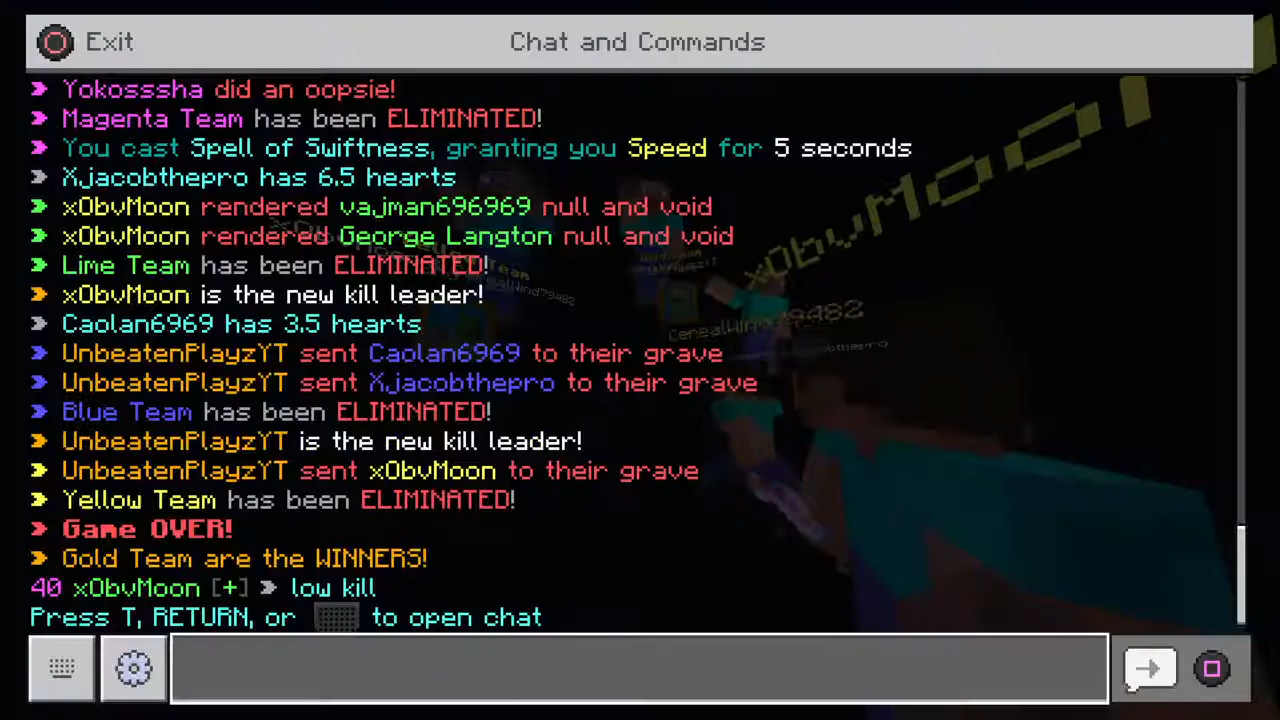 Exit
Chat and Commands
Yokosssha did an oopsie!
Magenta Team has been ELIMINATED!
You cast Spell of Swiftness, granting you Speed for 5 seconds
Xjacobthepro has 6.5 hearts
xObvMoon rendered vajman696969 null and void
xObvMoon rendered George Langton null and void
Lime Team has been ELIMINATED!
xObvMoon is the new kill leader!
Caolan6969 has 3.5 hearts
UnbeatenPlayzYT sent Caolan6969 to their grave
UnbeatenPlayzYT sent Xjacobthepro to their grave
Blue Team has been ELIMINATED!
UnbeatenPlayzYT is the new kill leader!
UnbeatenPlayzYT sent xObvMoon to their grave
Yellow Team has been ELIMINATED!
Game OVER!
Gold Team are the WINNERS!
40 xObvMoon [+] » low kill
Press T, RETURN, or to open chat
xObvMoon